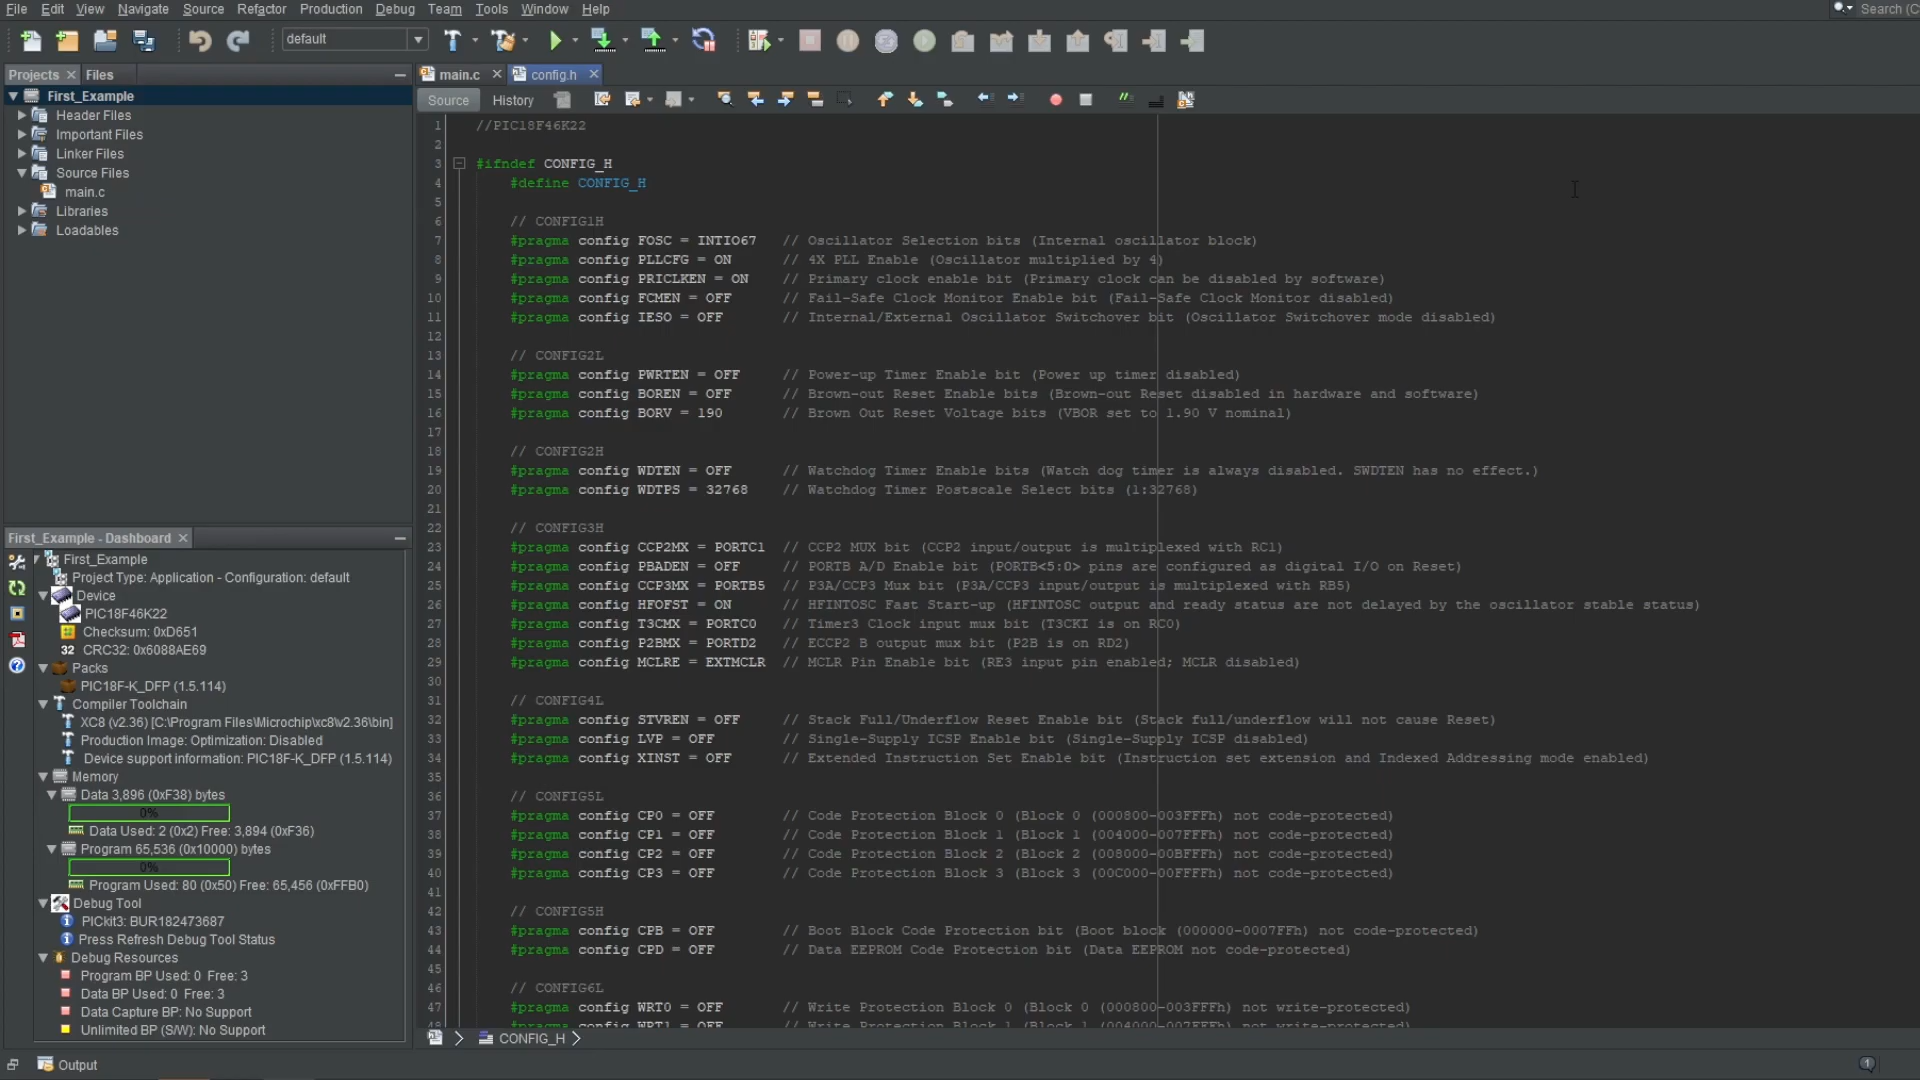 File Edit View Navigate Source Refactor Production Debug Team Tools Window Help
Search (C
default
Projects Files
First_Example
Header Files
Important Files
Linker Files
Source Files
main.c
Libraries
Loadables
First_Example - Dashboard
First_Example
Project Type: Application - Configuration: default
Device
PIC18F46K22
Checksum: 0xD651
32 CRC32: 0x6088AE69
Packs
PIC18F-K_DFP (1.5.114)
Compiler Toolchain
XC8 (v2.36) [C:\Program Files\Microchip\xc8\v2.36\bin]
Production Image: Optimization: Disabled
Device support information: PIC18F-K_DFP (1.5.114)
Memory
Data 3,896 (0xF38) bytes
0%
Data Used: 2 (0x2) Free: 3,894 (0xF36)
Program 65,536 (0x10000) bytes
0%
Program Used: 80 (0x50) Free: 65,456 (0xFFB0)
Debug Tool
PICkit3: BUR182473687
Press Refresh Debug Tool Status
Debug Resources
Program BP Used: 0 Free: 3
Data BP Used: 0 Free: 3
Data Capture BP: No Support
Unlimited BP (S/W): No Support
Output
main.c config.h
Source History
1 //PIC18F46K22
2
3 #ifndef CONFIG_H
4 #define CONFIG_H
5
6 // CONFIG1H
7 #pragma config FOSC = INTIO67 // Oscillator Selection bits (Internal oscillator block)
8 #pragma config PLLCFG = ON // 4X PLL Enable (Oscillator multiplied by 4)
9 #pragma config PRICLKEN = ON // Primary clock enable bit (Primary clock can be disabled by software)
10 #pragma config FCMEN = OFF // Fail-Safe Clock Monitor Enable bit (Fail-Safe Clock Monitor disabled)
11 #pragma config IESO = OFF // Internal/External Oscillator Switchover bit (Oscillator Switchover mode disabled)
12
13 // CONFIG2L
14 #pragma config PWRTEN = OFF // Power-up Timer Enable bit (Power up timer disabled)
15 #pragma config BOREN = OFF // Brown-out Reset Enable bits (Brown-out Reset disabled in hardware and software)
16 #pragma config BORV = 190 // Brown Out Reset Voltage bits (VBOR set to 1.90 V nominal)
17
18 // CONFIG2H
19 #pragma config WDTEN = OFF // Watchdog Timer Enable bits (Watch dog timer is always disabled. SWDTEN has no effect.)
20 #pragma config WDTPS = 32768 // Watchdog Timer Postscale Select bits (1:32768)
21
22 // CONFIG3H
23 #pragma config CCP2MX = PORTC1 // CCP2 MUX bit (CCP2 input/output is multiplexed with RC1)
24 #pragma config PBADEN = OFF // PORTB A/D Enable bit (PORTB<5:0> pins are configured as digital I/O on Reset)
25 #pragma config CCP3MX = PORTB5 // P3A/CCP3 Mux bit (P3A/CCP3 input/output is multiplexed with RB5)
26 #pragma config HFOFST = ON // HFINTOSC Fast Start-up (HFINTOSC output and ready status are not delayed by the oscillator stable status)
27 #pragma config T3CMX = PORTC0 // Timer3 Clock input mux bit (T3CKI is on RC0)
28 #pragma config P2BMX = PORTD2 // ECCP2 B output mux bit (P2B is on RD2)
29 #pragma config MCLRE = EXTMCLR // MCLR Pin Enable bit (RE3 input pin enabled; MCLR disabled)
30
31 // CONFIG4L
32 #pragma config STVREN = OFF // Stack Full/Underflow Reset Enable bit (Stack full/underflow will not cause Reset)
33 #pragma config LVP = OFF // Single-Supply ICSP Enable bit (Single-Supply ICSP disabled)
34 #pragma config XINST = OFF // Extended Instruction Set Enable bit (Instruction set extension and Indexed Addressing mode enabled)
35
36 // CONFIG5L
37 #pragma config CP0 = OFF // Code Protection Block 0 (Block 0 (000800-003FFFh) not code-protected)
38 #pragma config CP1 = OFF // Code Protection Block 1 (Block 1 (004000-007FFFh) not code-protected)
39 #pragma config CP2 = OFF // Code Protection Block 2 (Block 2 (008000-00BFFFh) not code-protected)
40 #pragma config CP3 = OFF // Code Protection Block 3 (Block 3 (00C000-00FFFFh) not code-protected)
41
42 // CONFIG5H
43 #pragma config CPB = OFF // Boot Block Code Protection bit (Boot block (000000-0007FFh) not code-protected)
44 #pragma config CPD = OFF // Data EEPROM Code Protection bit (Data EEPROM not code-protected)
45
46 // CONFIG6L
47 #pragma config WRT0 = OFF // Write Protection Block 0 (Block 0 (000800-003FFFh) not write-protected)
48 #pragma config WRT1 = OFF // Write Protection Block 1 (Block 1 (004000-007FFFh) not write-protected)
CONFIG_H
1